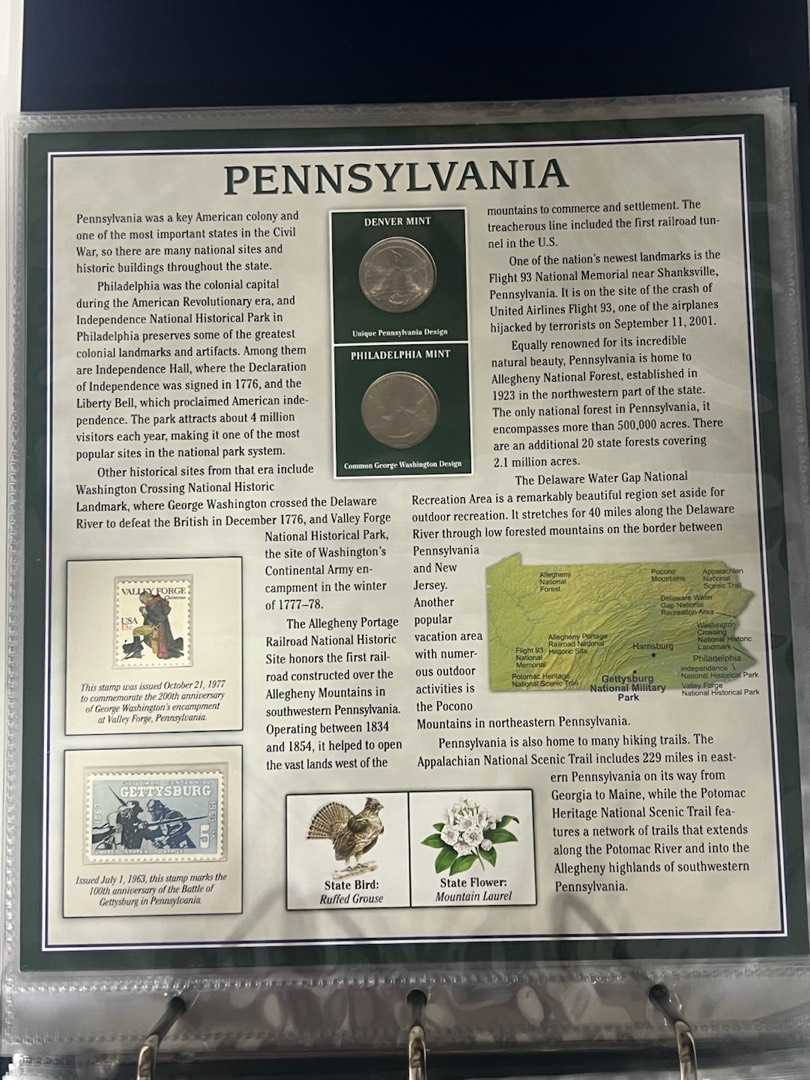 PENNSYLVANIA
Pennsylvania was a key American colony and
one of the most important states in the Civil
War, so there are many national sites and
historic buildings throughout the state.
Philadelphia was the colonial capital
during the American Revolutionary era, and
Independence National Historical Park in
Philadelphia preserves some of the greatest
colonial landmarks and artifacts. Among them
are Independence Hall, where the Declaration
of Independence was signed in 1776, and the
Liberty Bell, which proclaimed American inde-
pendence. The park attracts about 4 million
visitors each year, making it one of the most
popular sites in the national park system.
Other historical sites from that era include
Washington Crossing National Historic
Landmark, where George Washington crossed the Delaware
River to defeat the British in December 1776, and Valley Forge
National Historical Park,
the site of Washington's
Continental Army en-
campment in the winter
of 1777–78.
The Allegheny Portage
Railroad National Historic
Site honors the first rail-
road constructed over the
Allegheny Mountains in
southwestern Pennsylvania.
Operating between 1834
and 1854, it helped to open
the vast lands west of the
DENVER MINT
Unique Pennsylvania Design
PHILADELPHIA MINT
Common George Washington Design
mountains to commerce and settlement. The
treacherous line included the first railroad tun-
nel in the U.S.
One of the nation's newest landmarks is the
Flight 93 National Memorial near Shanksville,
Pennsylvania. It is on the site of the crash of
United Airlines Flight 93, one of the airplanes
hijacked by terrorists on September 11, 2001.
Equally renowned for its incredible
natural beauty, Pennsylvania is home to
Allegheny National Forest, established in
1923 in the northwestern part of the state.
The only national forest in Pennsylvania, it
encompasses more than 500,000 acres. There
are an additional 20 state forests covering
2.1 million acres.
The Delaware Water Gap National
Recreation Area is a remarkably beautiful region set aside for
outdoor recreation. It stretches for 40 miles along the Delaware
River through low forested mountains on the border between
Pennsylvania
and New
Jersey.
Another
popular
vacation area
with numer-
ous outdoor
activities is
the Pocono
Mountains in northeastern Pennsylvania.
Pennsylvania is also home to many hiking trails. The
Appalachian National Scenic Trail includes 229 miles in east-
ern Pennsylvania on its way from
Georgia to Maine, while the Potomac
Heritage National Scenic Trail fea-
tures a network of trails that extends
along the Potomac River and into the
Allegheny highlands of southwestern
Pennsylvania.
Allegheny
National
Forest
Pocono
Mountains
Appalachian
National
Scenic Trail
Delaware Water
Gap National
Recreation Area
Washington
Crossing
National Historic
Landmark
Allegheny Portage
Railroad National
Historic Site
Flight 93
National
Memorial
Harrisburg
Philadelphia
Independence
National Historical Park
Potomac Heritage
National Scenic Trail
Gettysburg
National Military
Park
Valley Forge
National Historical Park
VALLEY FORGE
Christmas
USA
This stamp was issued October 21, 1977
to commemorate the 200th anniversary
of George Washington's encampment
at Valley Forge, Pennsylvania.
GETTYSBURG
1863
1963
5
Issued July 1, 1963, this stamp marks the
100th anniversary of the Battle of
Gettysburg in Pennsylvania.
State Bird:
Ruffed Grouse
State Flower:
Mountain Laurel